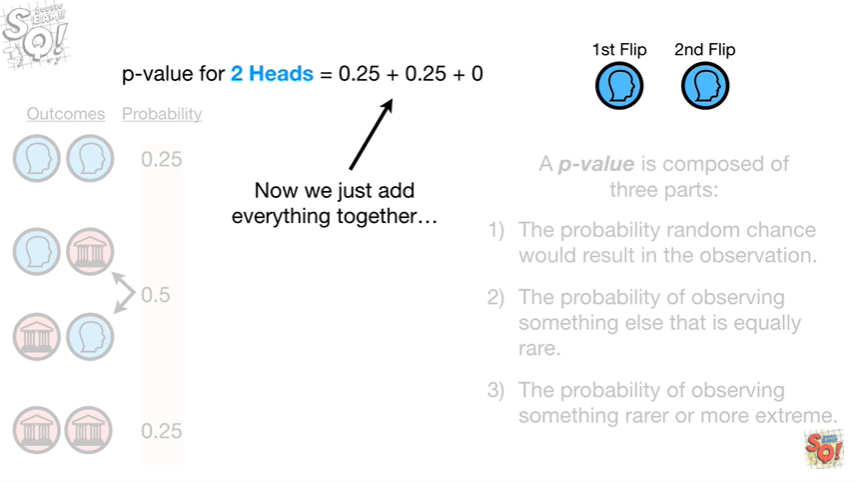 SQ!
p-value for 2 Heads = 0.25 + 0.25 + 0
1st Flip 2nd Flip
Outcomes Probability
0.25
Now we just add
everything together…
0.5
0.25
A p-value is composed of
three parts:
1) The probability random chance
would result in the observation.
2) The probability of observing
something else that is equally
rare.
3) The probability of observing
something rarer or more extreme.
SQ!